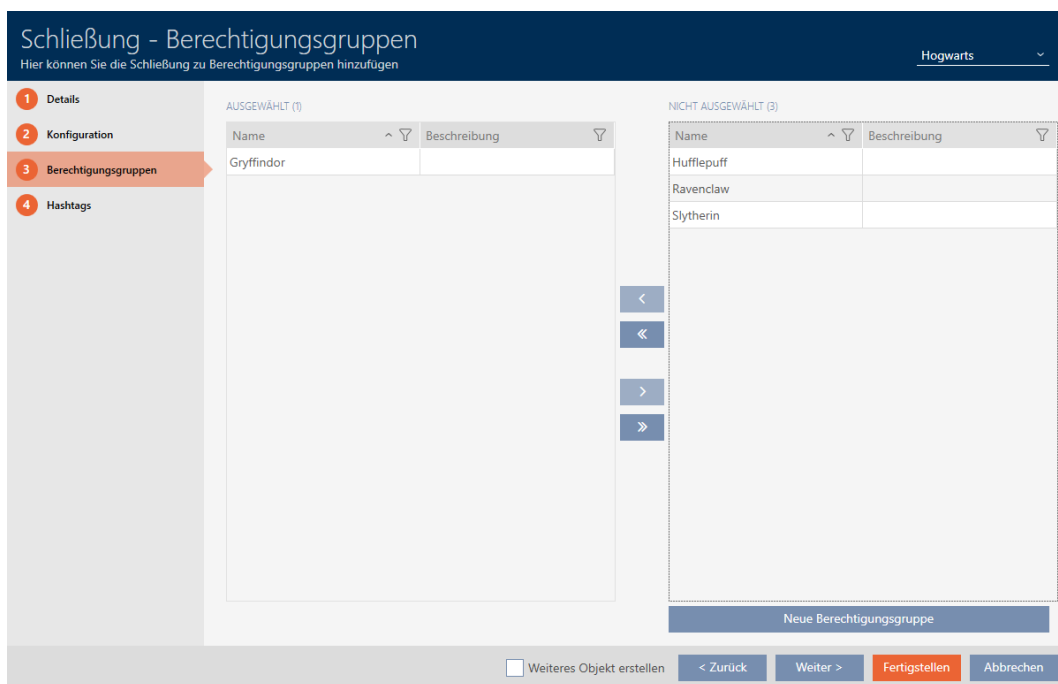 Schließung - Berechtigungsgruppen
Hier können Sie die Schließung zu Berechtigungsgruppen hinzufügen
Hogwarts
1 Details
2 Konfiguration
3 Berechtigungsgruppen
4 Hashtags
AUSGEWÄHLT (1)
Name Beschreibung
Gryffindor
NICHT AUSGEWÄHLT (3)
Name Beschreibung
Hufflepuff
Ravenclaw
Slytherin
Neue Berechtigungsgruppe
Weiteres Objekt erstellen < Zurück Weiter > Fertigstellen Abbrechen